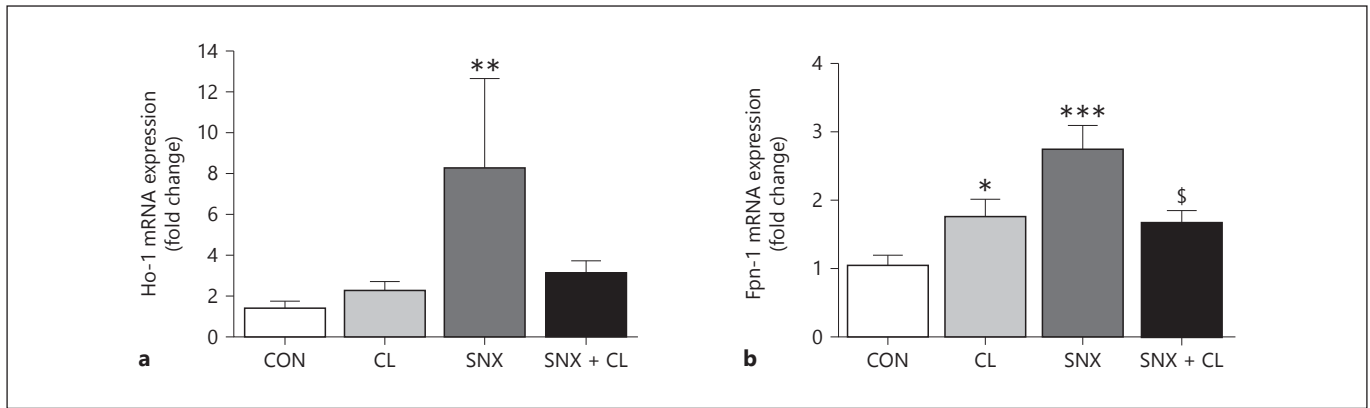 Ho-1 mRNA expression
(fold change)
14
12
10
8
6
4
2
0
**
CON
CL
SNX
SNX + CL
a
Fpn-1 mRNA expression
(fold change)
4
3
2
1
0
*
***
$
CON
CL
SNX
SNX + CL
b